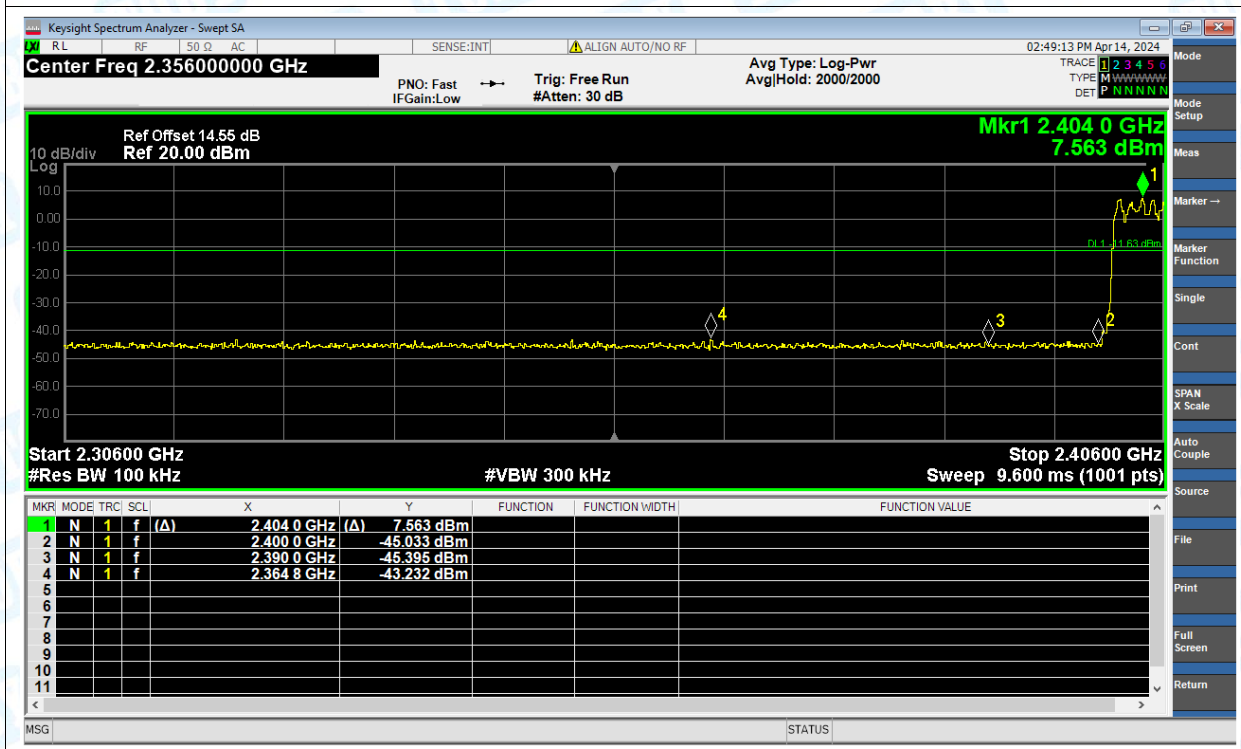 Keysight Spectrum Analyzer - Swept SA
LXI RL RF 50 Ω AC SENSE:INT ALIGN AUTO/NO RF 02:49:13 PM Apr 14, 2024
Center Freq 2.356000000 GHz
PNO: Fast
IFGain:Low
Trig: Free Run
#Atten: 30 dB
Avg Type: Log-Pwr
Avg|Hold: 2000/2000
TRACE 1 2 3 4 5 6
TYPE M WWWWW
DET P N N N N N
Ref Offset 14.55 dB
10 dB/div Ref 20.00 dBm
Log
Mkr1 2.404 0 GHz
7.563 dBm
10.0
0.00
-10.0
-20.0
-30.0
-40.0
-50.0
-60.0
-70.0
DL1 -11.63 dBm
1
2
3
4
Start 2.30600 GHz
#Res BW 100 kHz
#VBW 300 kHz
Stop 2.40600 GHz
Sweep 9.600 ms (1001 pts)
MKR MODE TRC SCL X Y FUNCTION FUNCTION WIDTH FUNCTION VALUE
1 N 1 f (Δ) 2.404 0 GHz (Δ) 7.563 dBm
2 N 1 f 2.400 0 GHz -45.033 dBm
3 N 1 f 2.390 0 GHz -45.395 dBm
4 N 1 f 2.364 8 GHz -43.232 dBm
5
6
7
8
9
10
11
MSG STATUS
Mode
Mode
Setup
Meas
Marker →
Marker
Function
Single
Cont
SPAN
X Scale
Auto
Couple
Source
File
Print
Full
Screen
Return